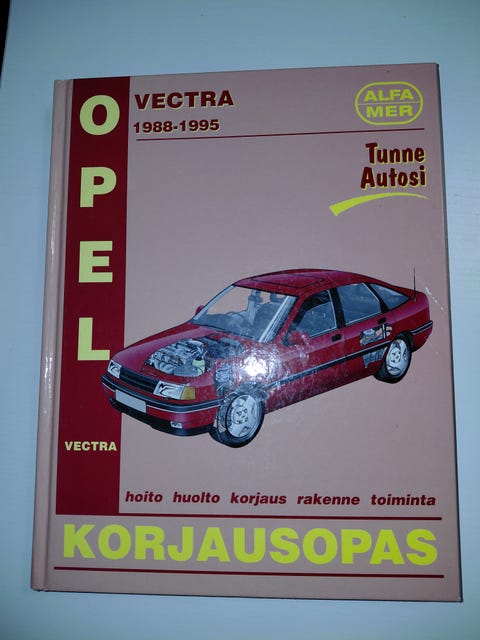 OPEL
VECTRA
1988-1995
ALFA
MER
Tunne
Autosi
VECTRA
hoito huolto korjaus rakenne toiminta
KORJAUSOPAS